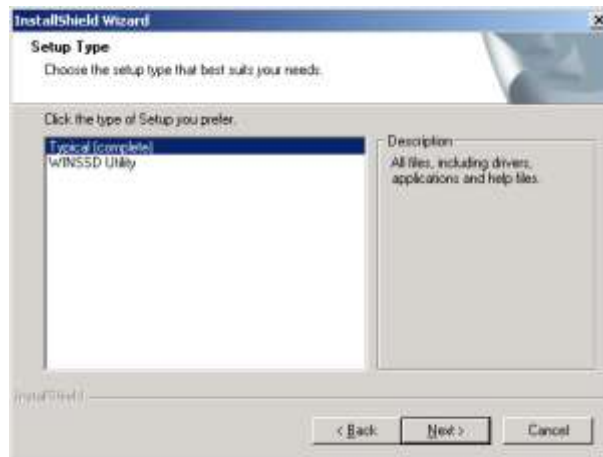 InstallShield Wizard
Setup Type
Choose the setup type that best suits your needs.
Click the type of Setup you prefer.
Typical (complete)
WINSSD Utility
Description
All files, including drivers,
applications and help files.
InstallShield
< Back
Next >
Cancel